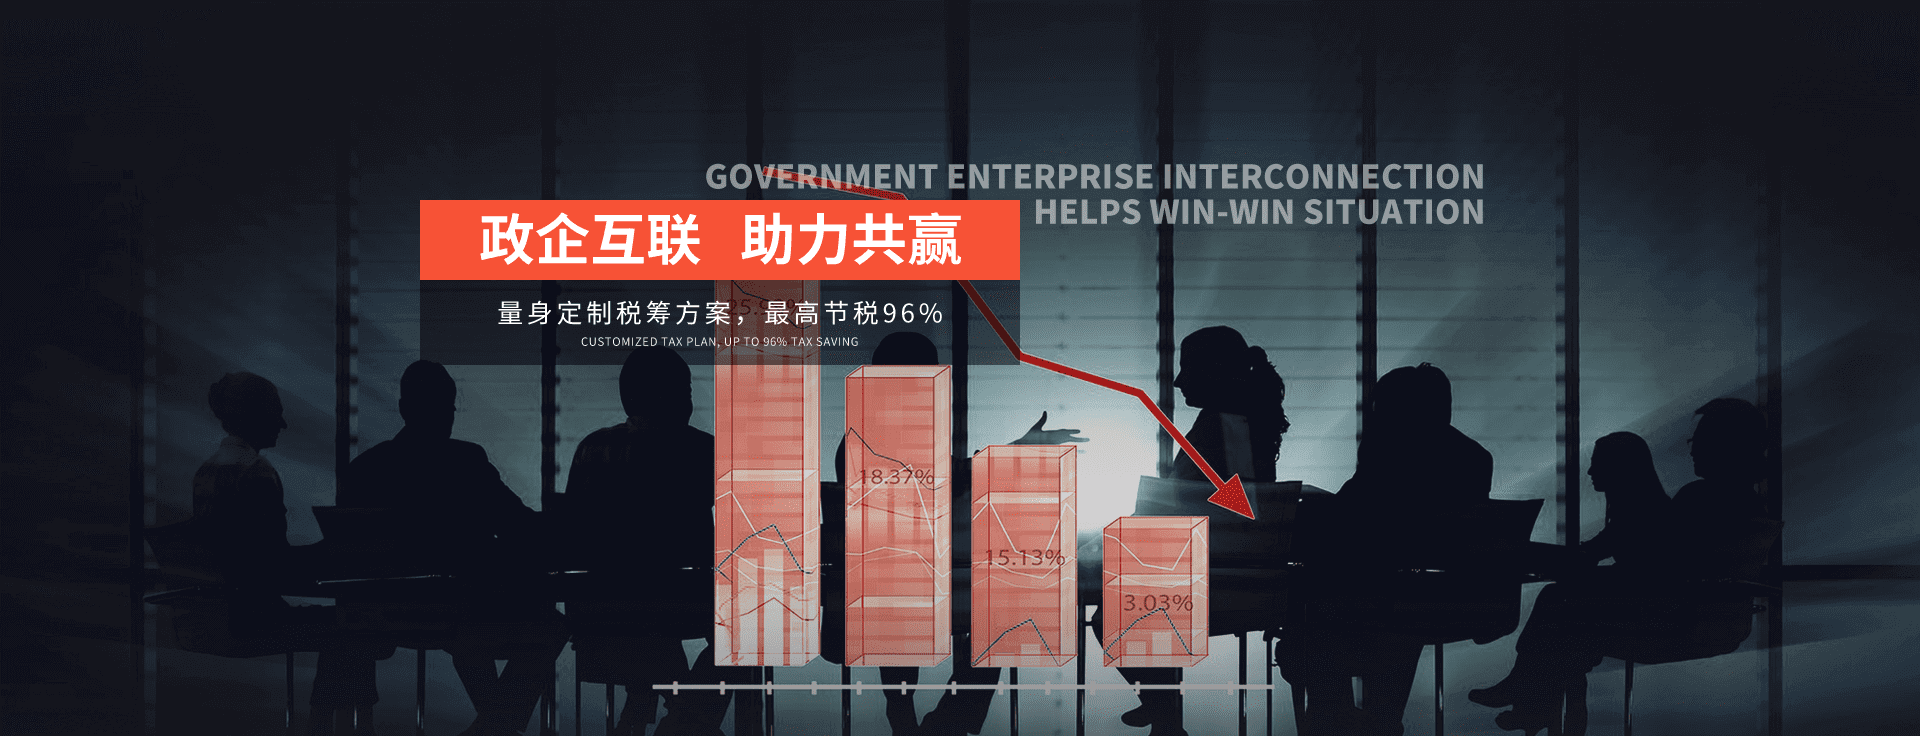 GOVERNMENT ENTERPRISE INTERCONNECTION
HELPS WIN-WIN SITUATION
政企互联 助力共赢
量身定制税筹方案，最高节税96%
CUSTOMIZED TAX PLAN, UP TO 96% TAX SAVING
18.37%
15.13%
3.03%